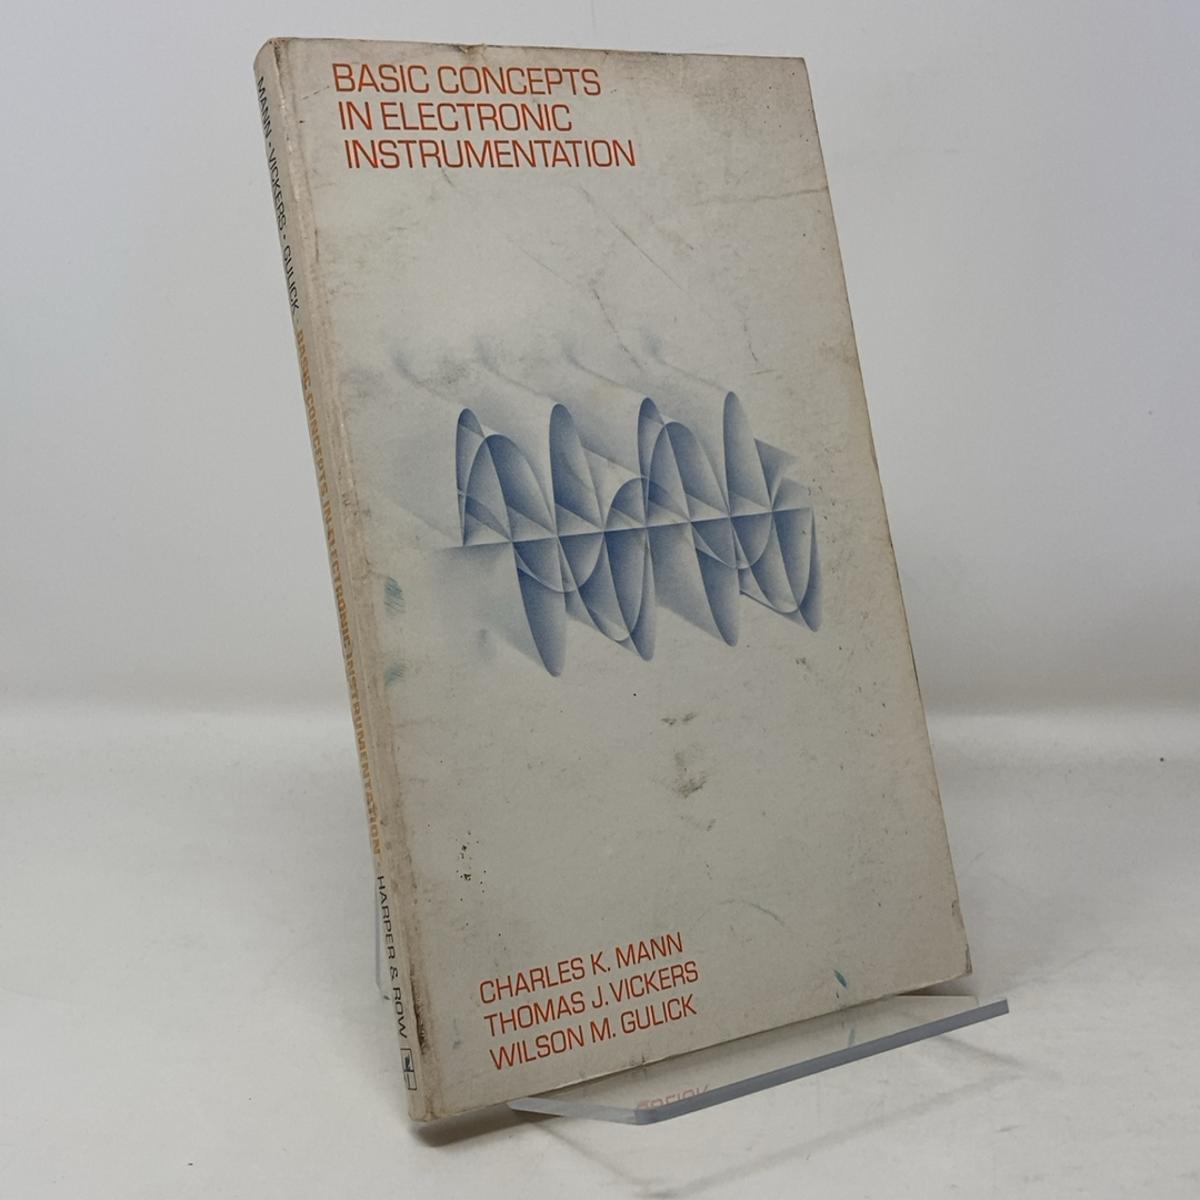 BASIC CONCEPTS
IN ELECTRONIC
INSTRUMENTATION
CHARLES K. MANN
THOMAS J. VICKERS
WILSON M. GULICK
MANN · VICKERS · GULICK · BASIC CONCEPTS IN ELECTRONIC INSTRUMENTATION · HARPER & ROW